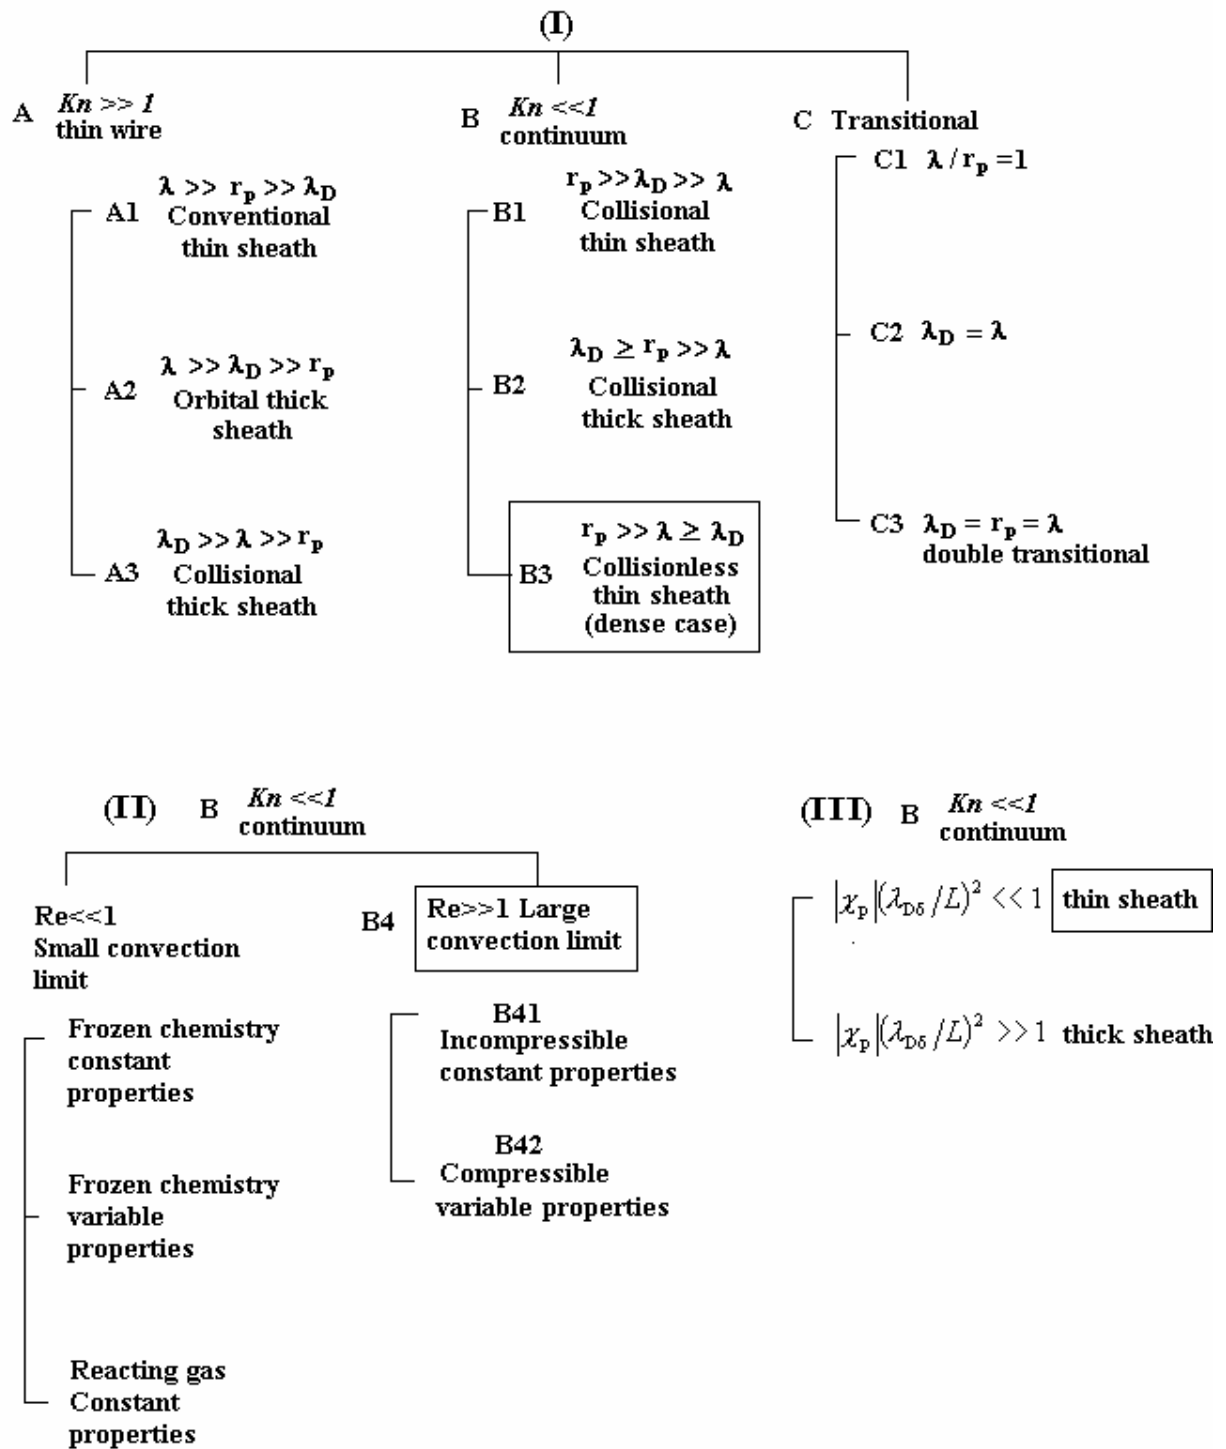 (I)
A Kn >> 1
thin wire
A1 λ >> r_p >> λ_D
Conventional
thin sheath
A2 λ >> λ_D >> r_p
Orbital thick
sheath
A3 λ_D >> λ >> r_p
Collisional
thick sheath
B Kn <<1
continuum
B1 r_p >> λ_D >> λ
Collisional
thin sheath
B2 λ_D ≥ r_p >> λ
Collisional
thick sheath
B3 r_p >> λ ≥ λ_D
Collisionless
thin sheath
(dense case)
C Transitional
C1 λ / r_p =1
C2 λ_D = λ
C3 λ_D = r_p = λ
double transitional
(II) B Kn <<1
continuum
Re<<1
Small convection
limit
Frozen chemistry
constant
properties
Frozen chemistry
variable
properties
Reacting gas
Constant
properties
B4 Re>>1 Large
convection limit
B41
Incompressible
constant properties
B42
Compressible
variable properties
(III) B Kn <<1
continuum
|χ_p|(λ_Dδ/L)² << 1 thin sheath
|χ_p|(λ_Dδ/L)² >> 1 thick sheath